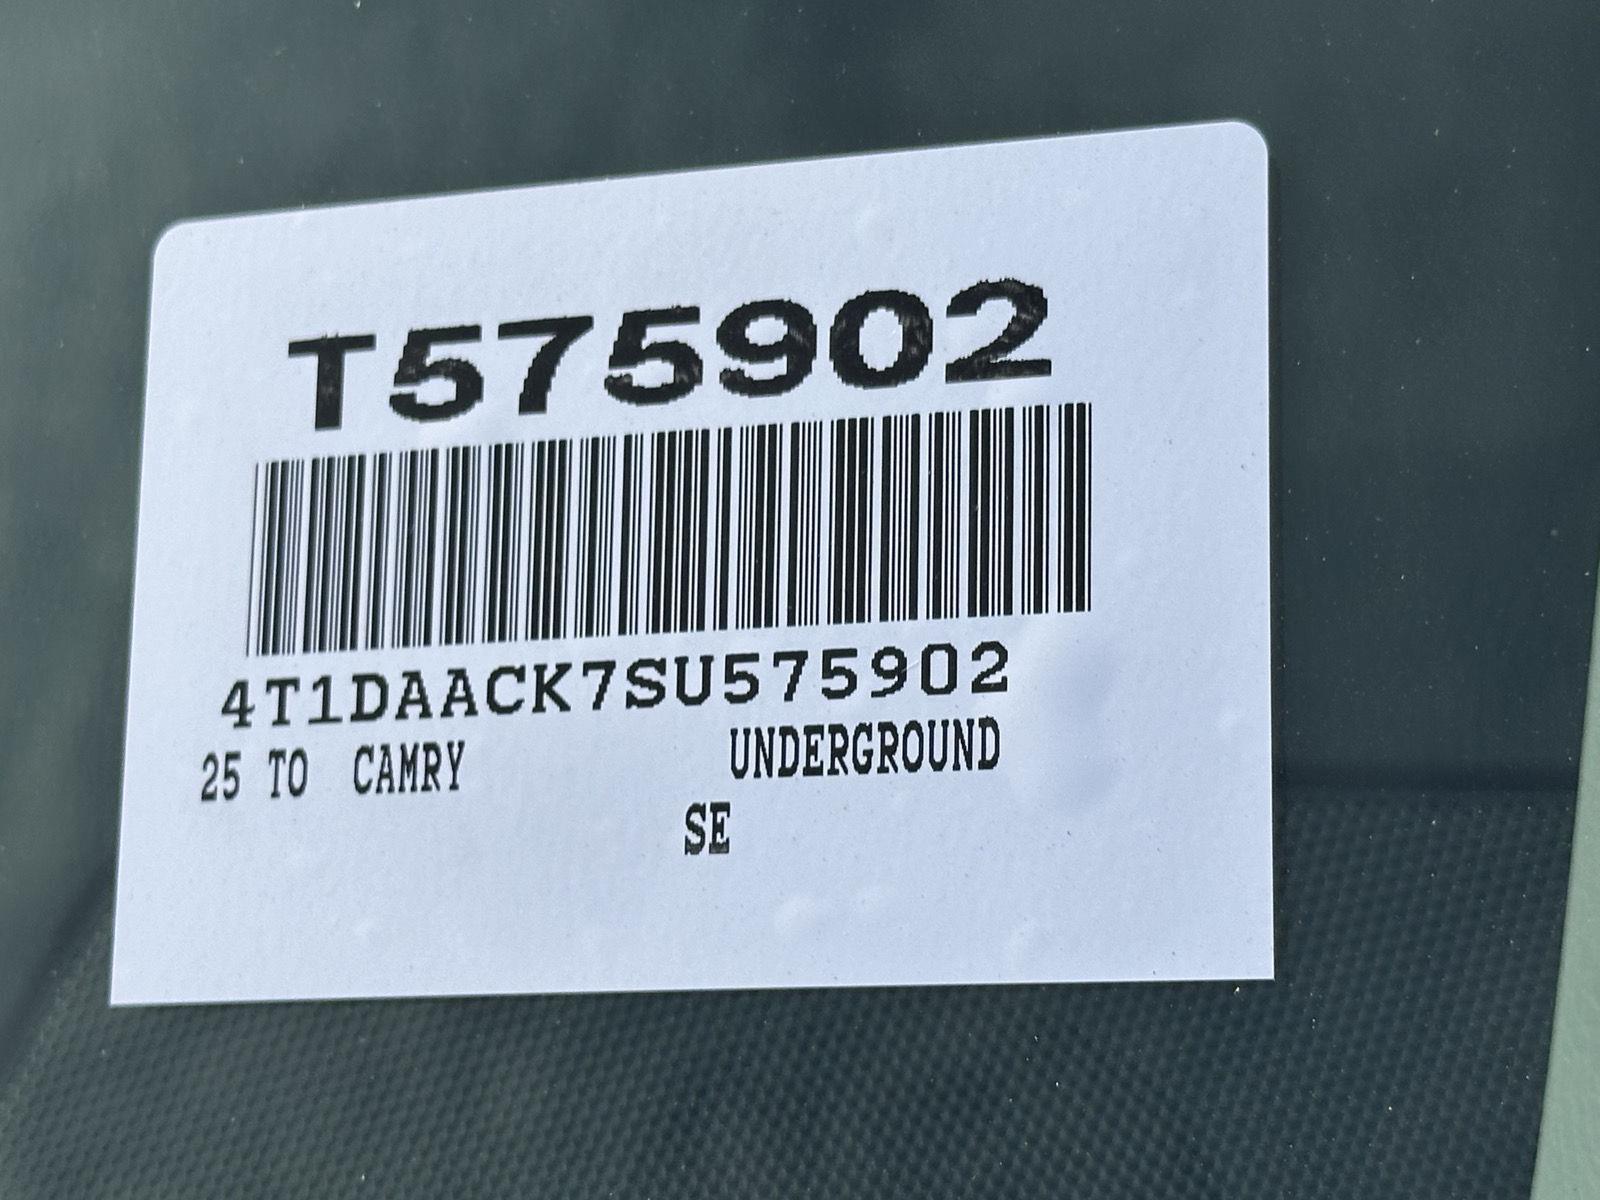 T575902
4T1DAACK7SU575902
25 TO CAMRY UNDERGROUND
SE